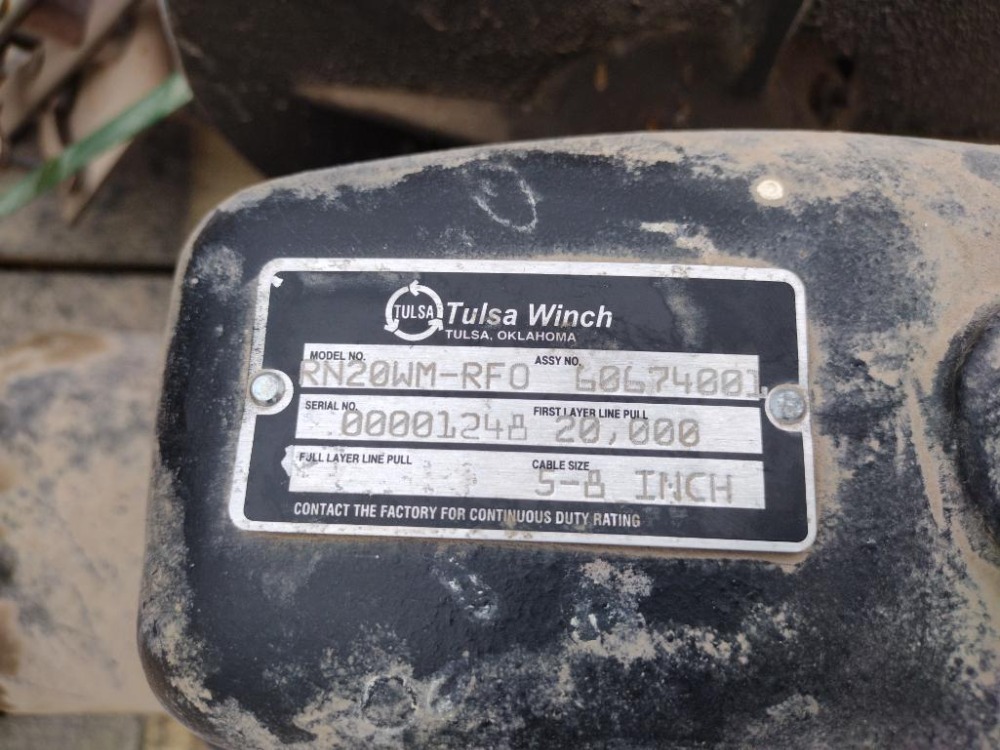 TULSA Tulsa Winch
TULSA, OKLAHOMA
MODEL NO. ASSY NO.
RN20WM-RFO 606740001
SERIAL NO. FIRST LAYER LINE PULL
00001248 20,000
FULL LAYER LINE PULL CABLE SIZE
5-8 INCH
CONTACT THE FACTORY FOR CONTINUOUS DUTY RATING